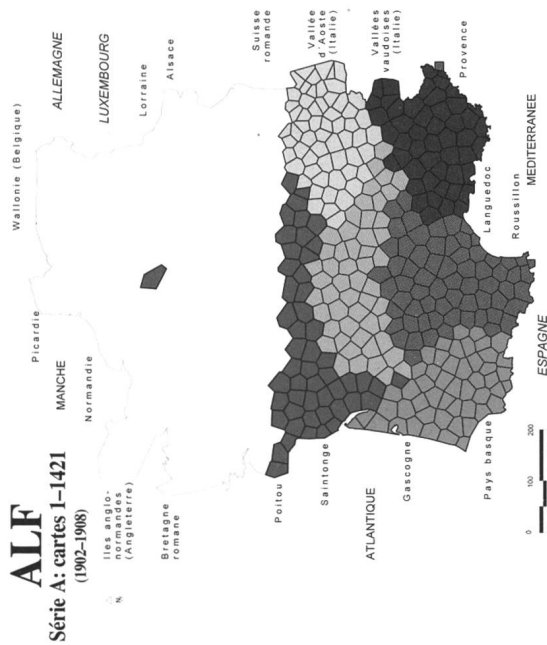 ALF
Série A: cartes 1–1421
(1902–1908)
N.
Wallonie (Belgique)
Picardie
MANCHE
Normandie
Iles anglo-
normandes
(Angleterre)
Bretagne
romane
ALLEMAGNE
LUXEMBOURG
Lorraine
Alsace
Suisse
romande
Vallée
d'Aoste
(Italie)
Vallées
vaudoises
(Italie)
Provence
Poitou
Saintonge
ATLANTIQUE
Gascogne
Pays basque
Languedoc
Roussillon
MEDITERRANEE
ESPAGNE
0 100 200